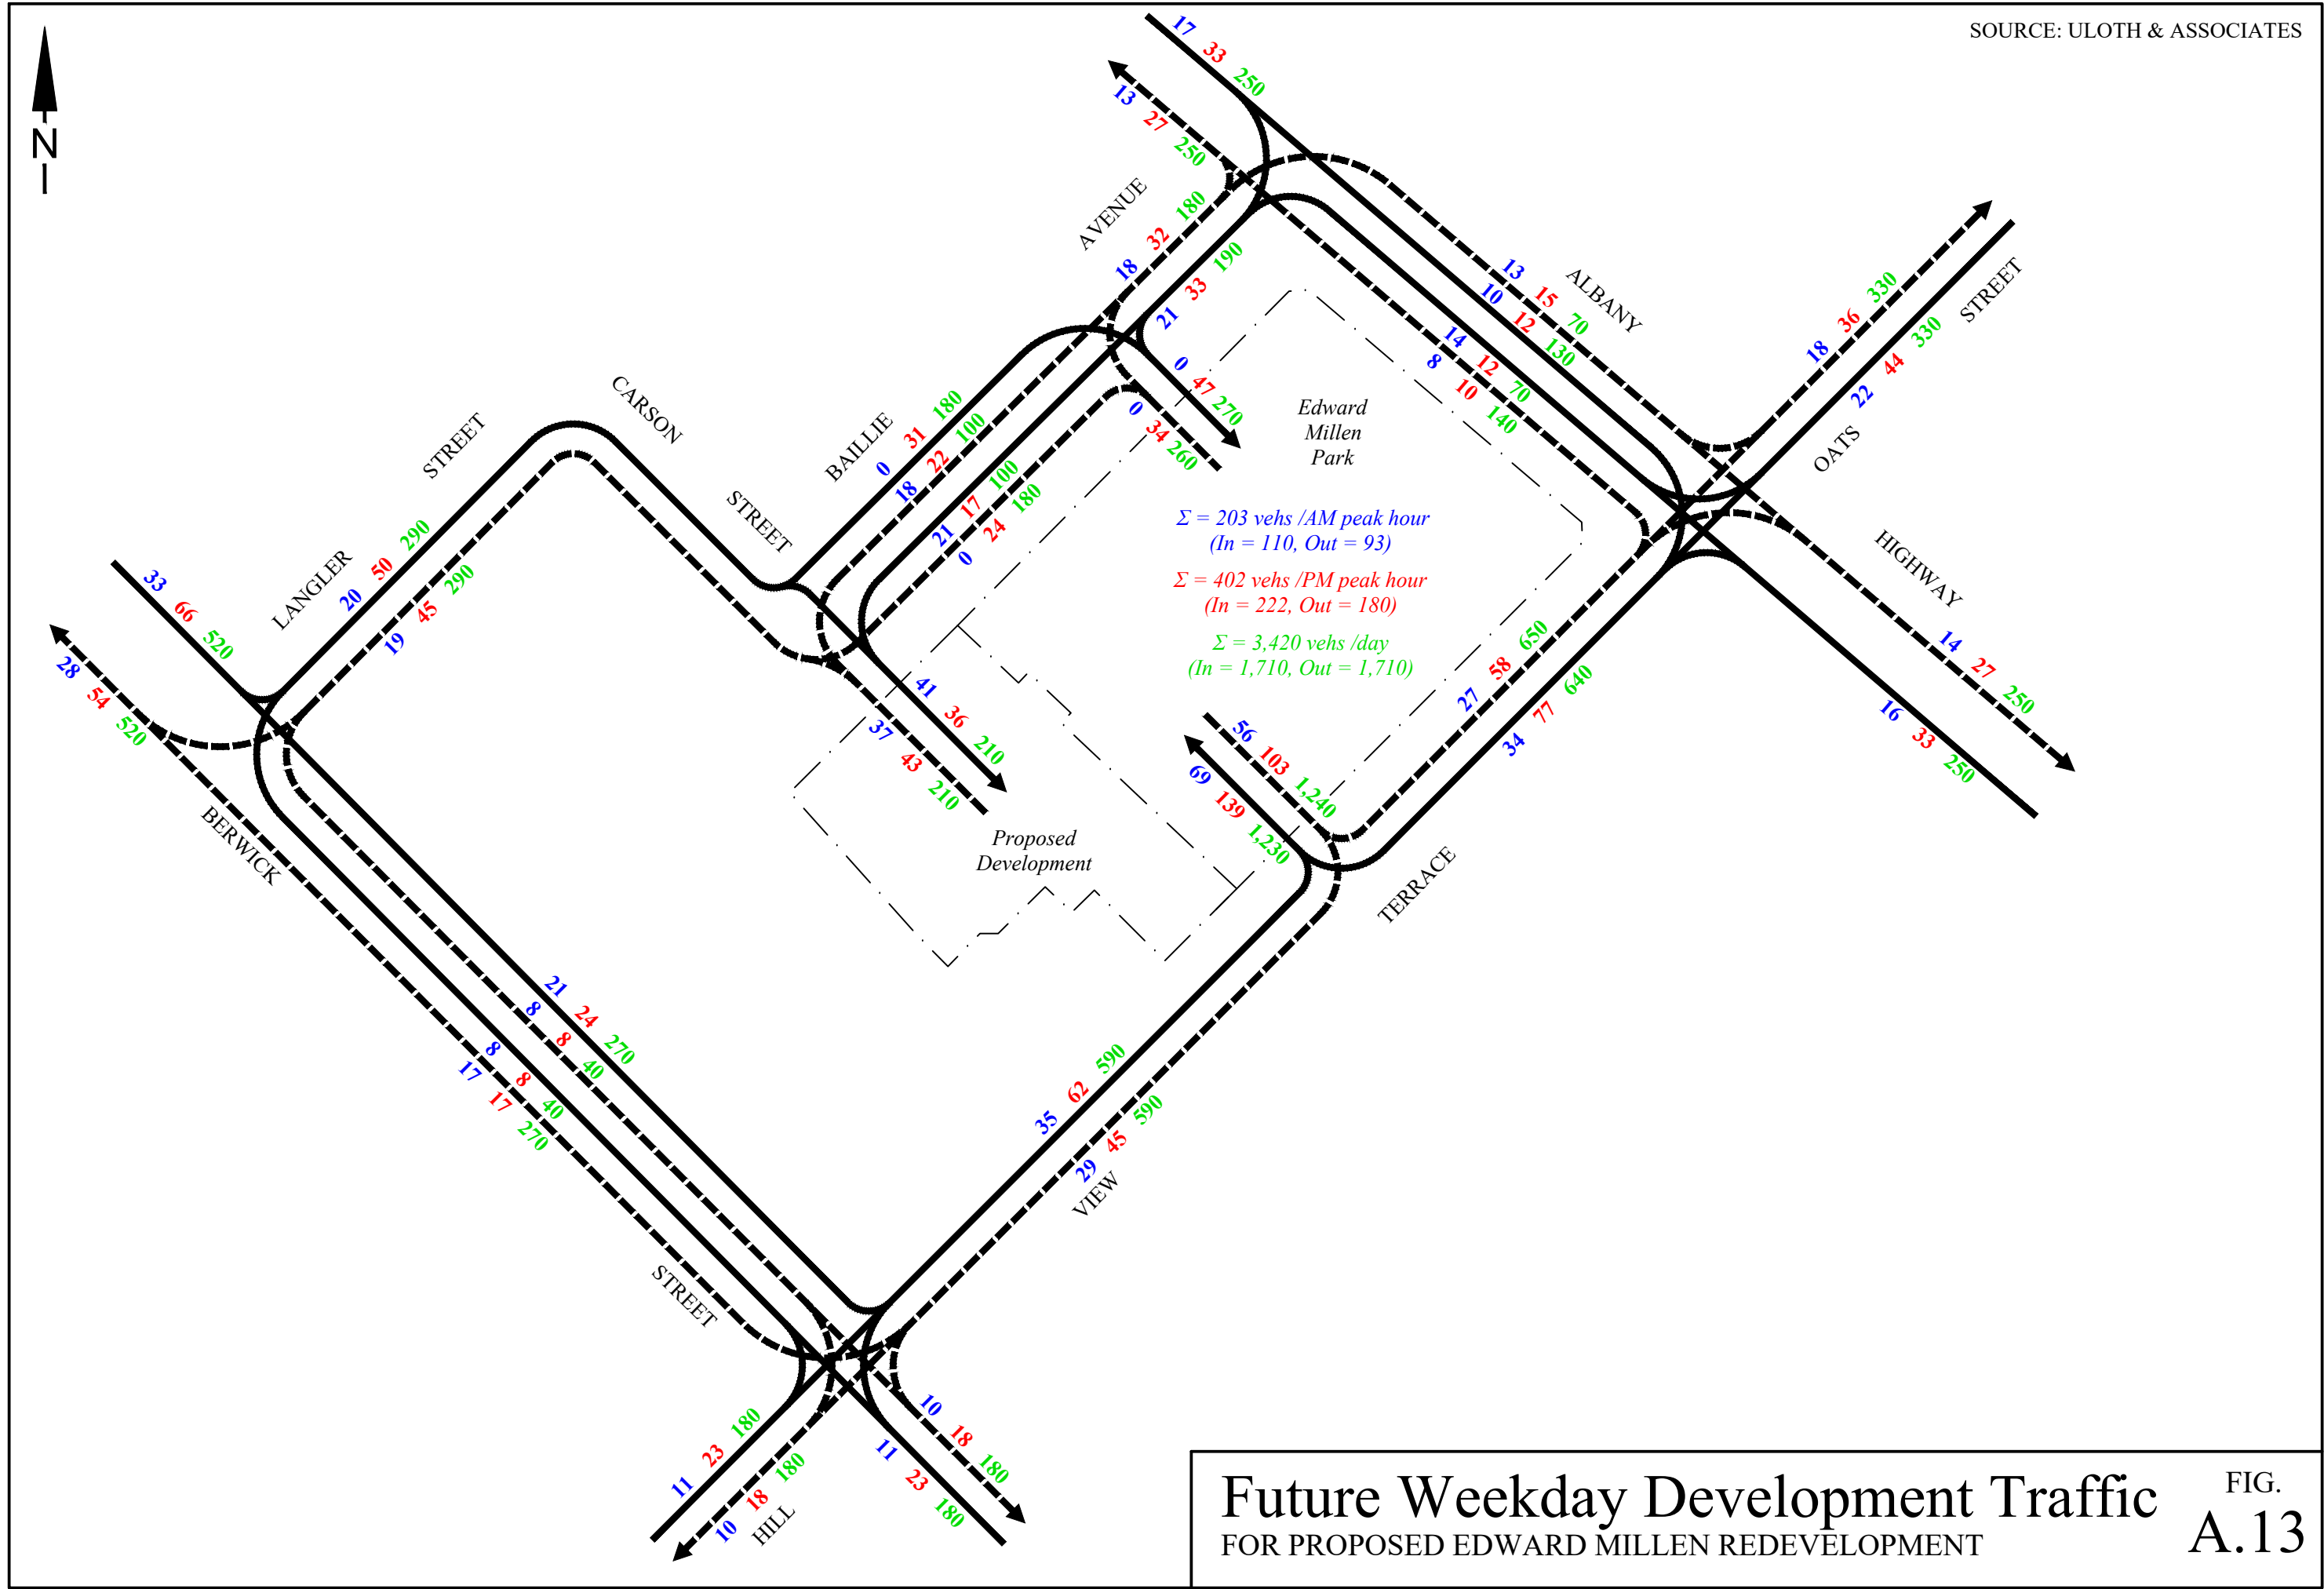 SOURCE: ULOTH & ASSOCIATES
N
17 33 250
13 27 250
AVENUE
18 32 180
21 33 190
13 15 70
10 12 130
ALBANY
14 12 70
8 10 140
18 36 330
22 44 330
STREET
OATS
0 47 270
0 34 260
Edward
Millen
Park
CARSON
STREET
STREET
LANGLER
BAILLIE
0 31 180
18 22 100
21 17 100
0 24 180
Σ = 203 vehs /AM peak hour
(In = 110, Out = 93)
Σ = 402 vehs /PM peak hour
(In = 222, Out = 180)
Σ = 3,420 vehs /day
(In = 1,710, Out = 1,710)
HIGHWAY
14 27 250
16 33 250
33 66 520
28 54 520
20 50 290
19 45 290
41 36 210
37 43 210
27 58 650
34 77 640
56 103 1,240
69 139 1,230
Proposed
Development
BERWICK
TERRACE
21 24 270
8 8 40
8 8 40
17 17 270
35 62 590
29 45 590
VIEW
STREET
11 23 180
10 18 180
HILL
10 18 180
11 23 180
Future Weekday Development Traffic
FOR PROPOSED EDWARD MILLEN REDEVELOPMENT
FIG.
A.13